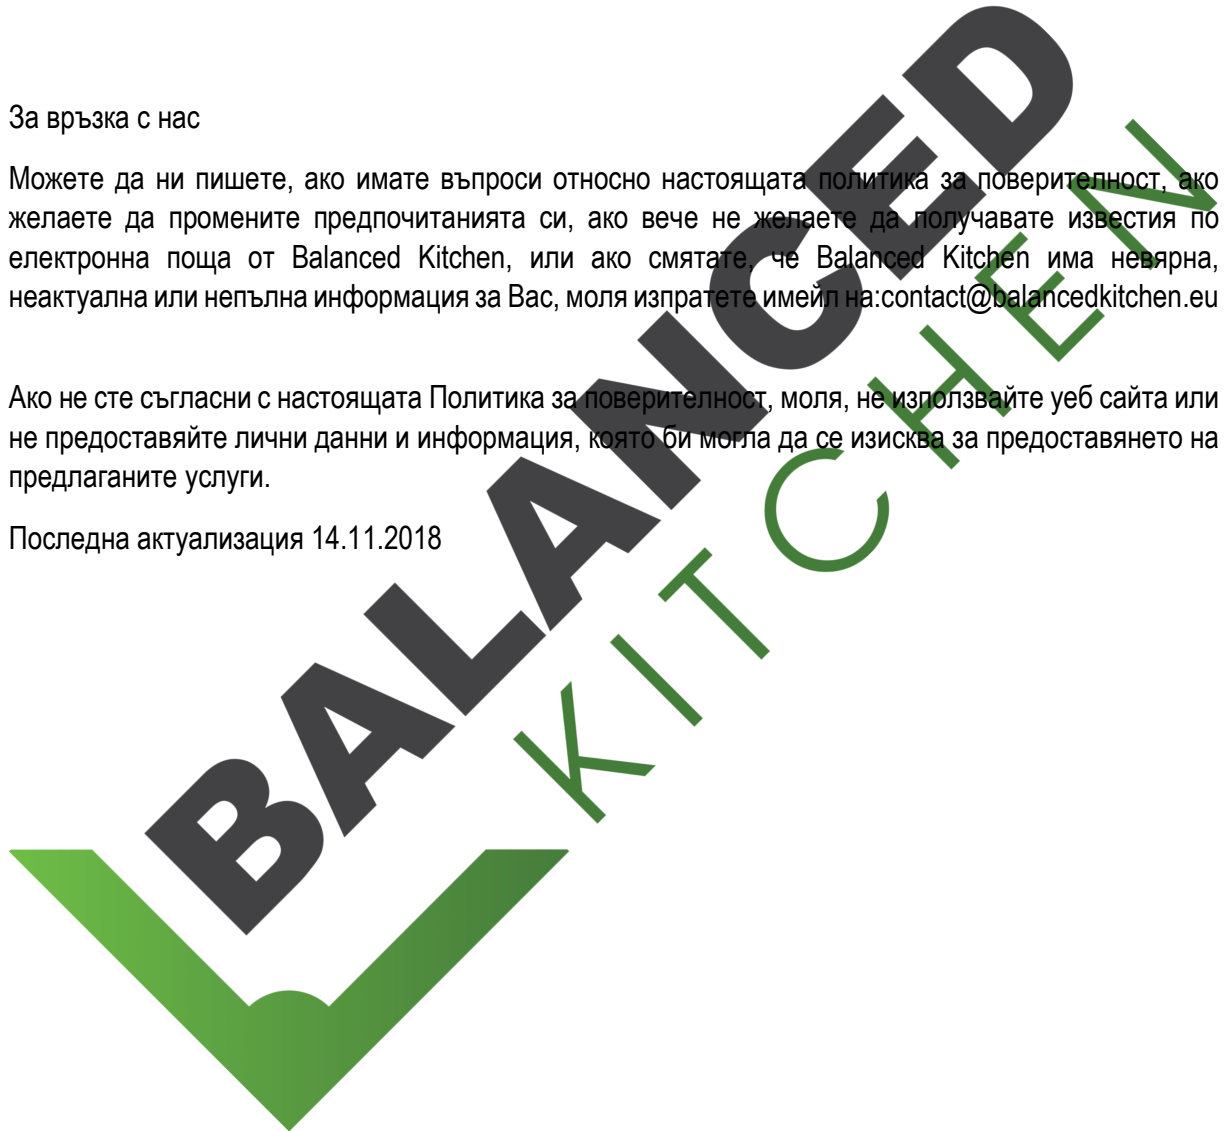 За връзка с нас
Можете да ни пишете, ако имате въпроси относно настоящата политика за поверителност, ако
желаете да промените предпочитанията си, ако вече не желаете да получавате известия по
електронна поща от Balanced Kitchen, или ако смятате, че Balanced Kitchen има невярна,
неактуална или непълна информация за Вас, моля изпратете имейл на:contact@balancedkitchen.eu
Ако не сте съгласни с настоящата Политика за поверителност, моля, не използвайте уеб сайта или
не предоставяйте лични данни и информация, която би могла да се изисква за предоставянето на
предлаганите услуги.
Последна актуализация 14.11.2018
BALANCED
KITCHEN